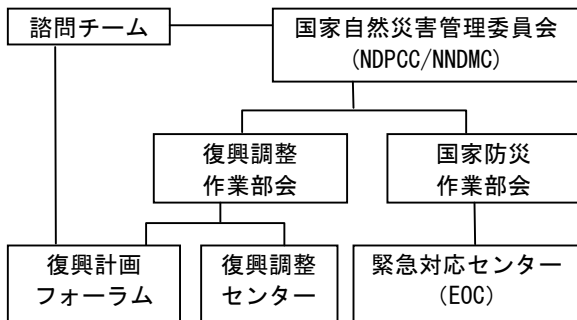 諮問チーム
国家自然災害管理委員会
(NDPCC/NNDMC)
復興調整
作業部会
国家防災
作業部会
復興計画
フォーラム
復興調整
センター
緊急対応センター
(EOC)